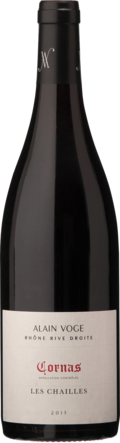 ALAIN VOGE
RHÔNE RIVE DROITE
Cornas
LES CHAILLES